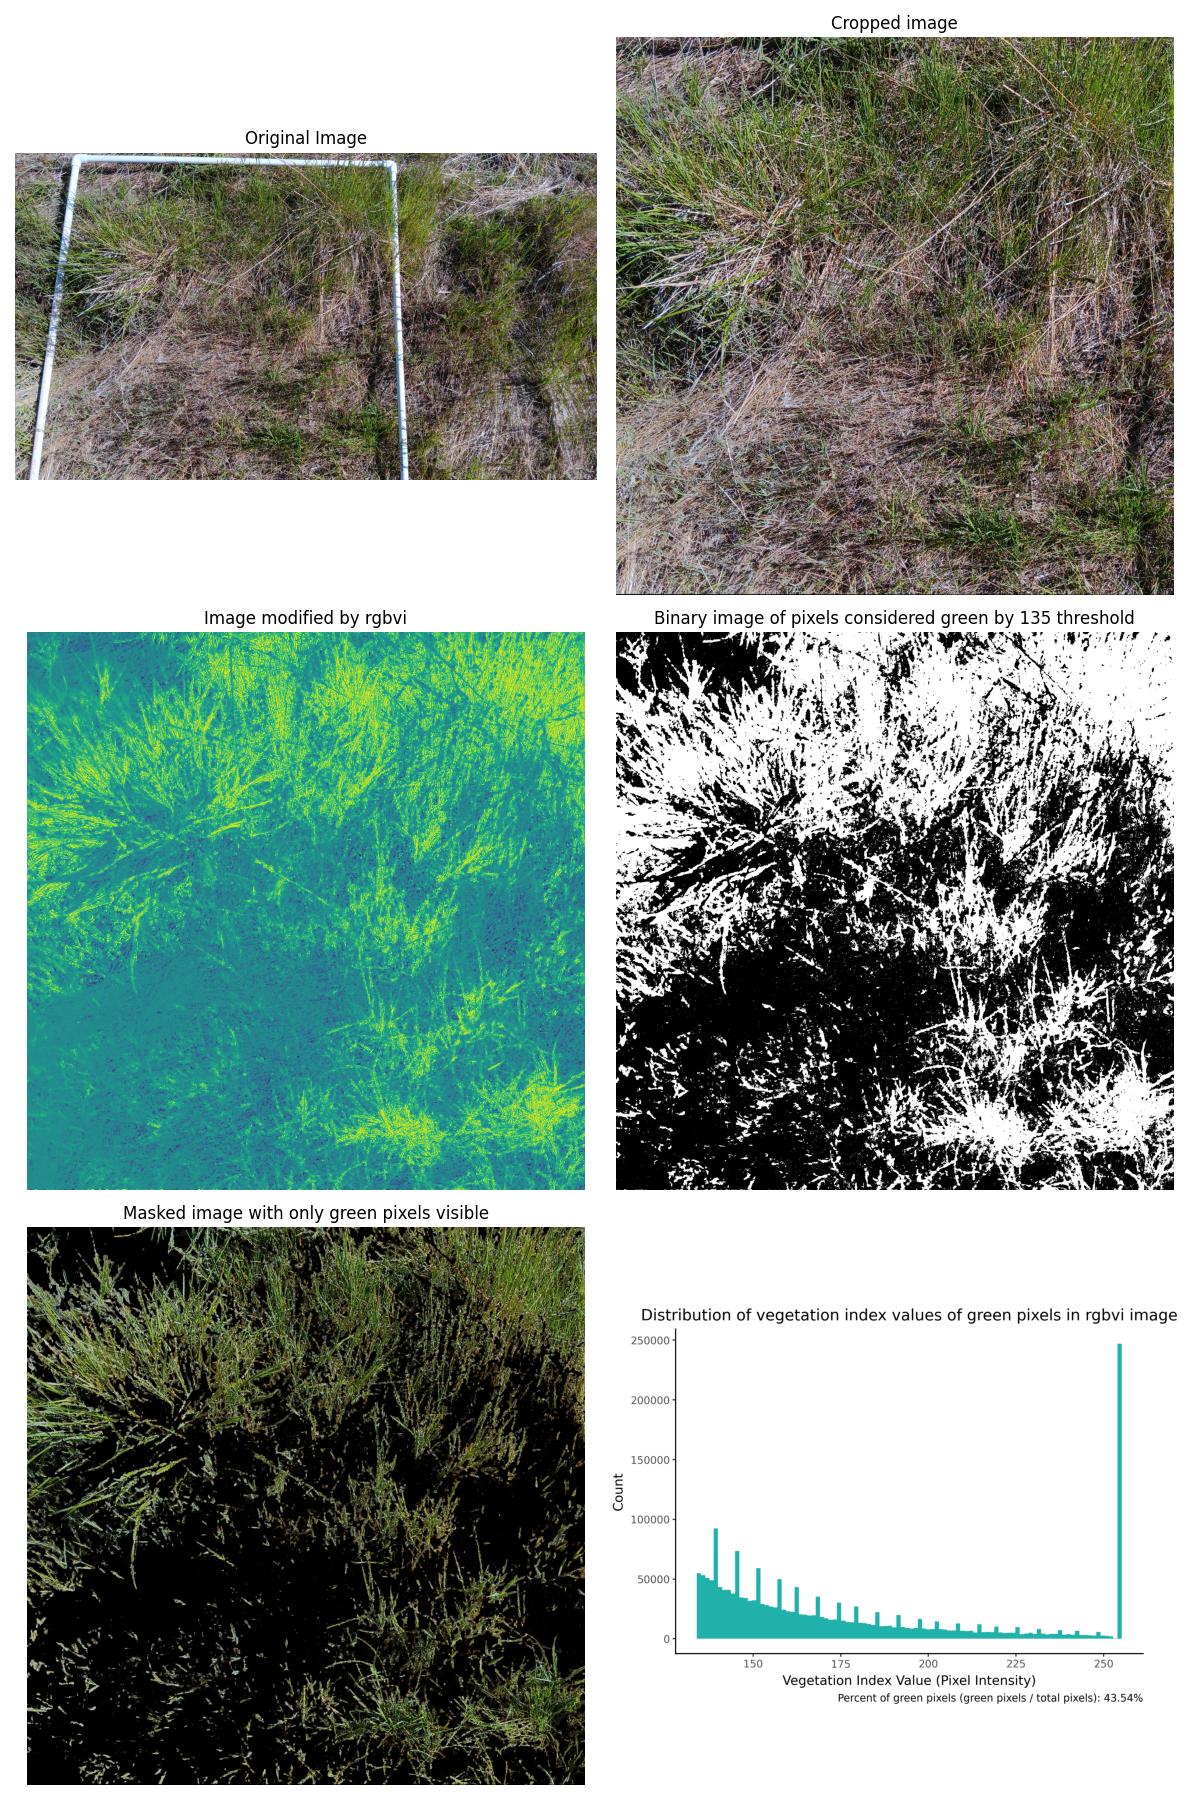 Cropped image
Original Image
Image modified by rgbvi
Binary image of pixels considered green by 135 threshold
Masked image with only green pixels visible
Distribution of vegetation index values of green pixels in rgbvi image
250000
200000
150000
100000
50000
0
Count
150 175 200 225 250
Vegetation Index Value (Pixel Intensity)
Percent of green pixels (green pixels / total pixels): 43.54%